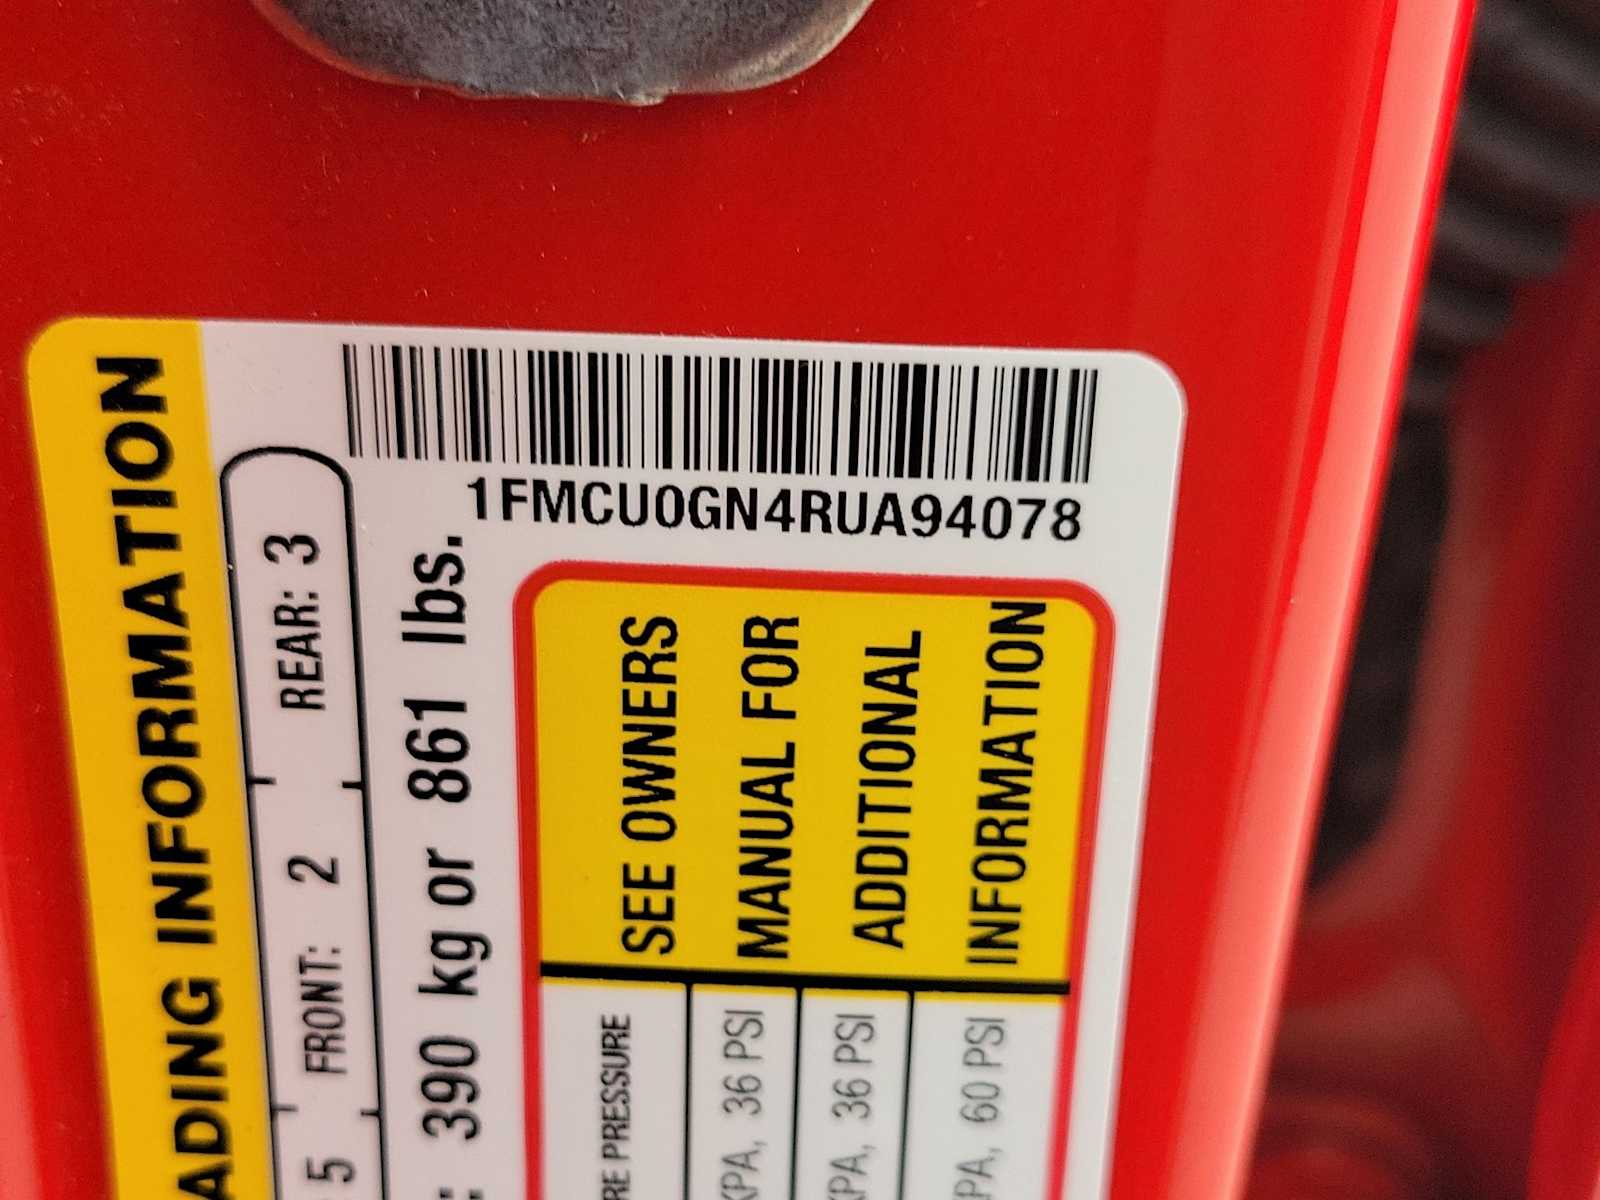 1FMCU0GN4RUA94078
ADING INFORMATION
5 FRONT: 2 REAR: 3
: 390 kg or 861 lbs.
RE PRESSURE
KPA, 36 PSI
KPA, 36 PSI
KPA, 60 PSI
SEE OWNERS
MANUAL FOR
ADDITIONAL
INFORMATION